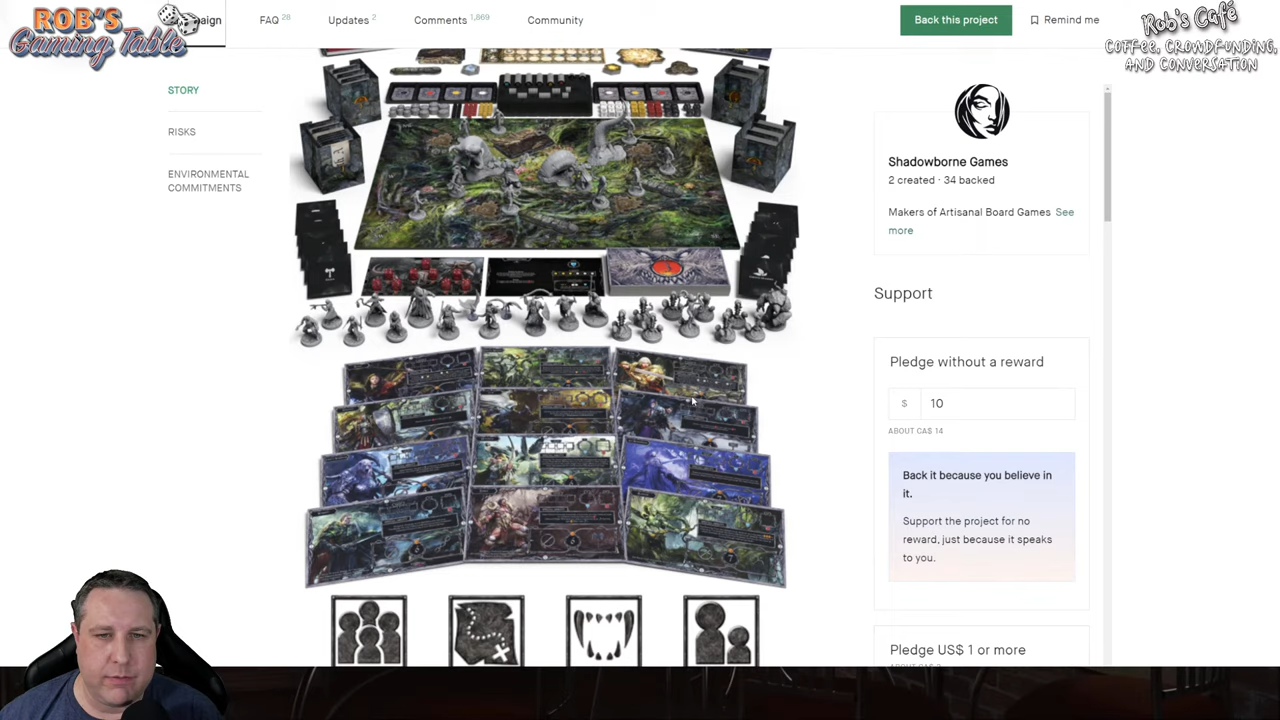 ROB'S
Gaming Table
paign
FAQ 28
Updates 2
Comments 1,869
Community
Back this project
Remind me
Rob's Café
COFFEE, CROWDFUNDING,
AND CONVERSATION
STORY
RISKS
ENVIRONMENTAL
COMMITMENTS
Shadowborne Games
2 created · 34 backed
Makers of Artisanal Board Games See
more
Support
Pledge without a reward
$ 10
ABOUT CA$ 14
Back it because you believe in
it.
Support the project for no
reward, just because it speaks
to you.
Pledge US$ 1 or more